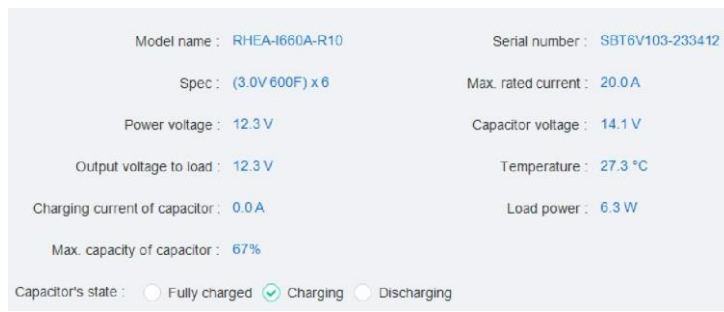 Model name : RHEA-I660A-R10 Serial number : SBT6V103-233412
Spec : (3.0V 600F) x 6 Max. rated current : 20.0 A
Power voltage : 12.3 V Capacitor voltage : 14.1 V
Output voltage to load : 12.3 V Temperature : 27.3 °C
Charging current of capacitor : 0.0 A Load power : 6.3 W
Max. capacity of capacitor : 67%
Capacitor's state : Fully charged Charging Discharging